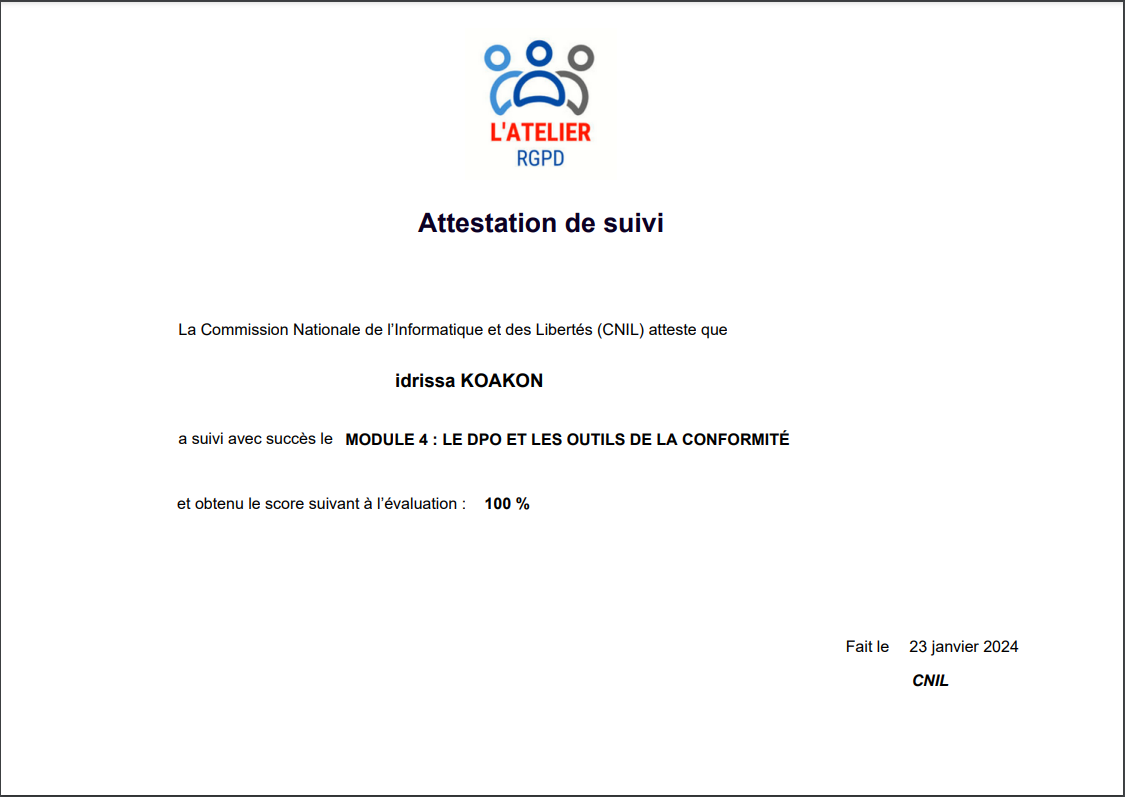 L'ATELIER
RGPD
Attestation de suivi
La Commission Nationale de l'Informatique et des Libertés (CNIL) atteste que
idrissa KOAKON
a suivi avec succès le MODULE 4 : LE DPO ET LES OUTILS DE LA CONFORMITÉ
et obtenu le score suivant à l'évaluation : 100 %
Fait le 23 janvier 2024
CNIL